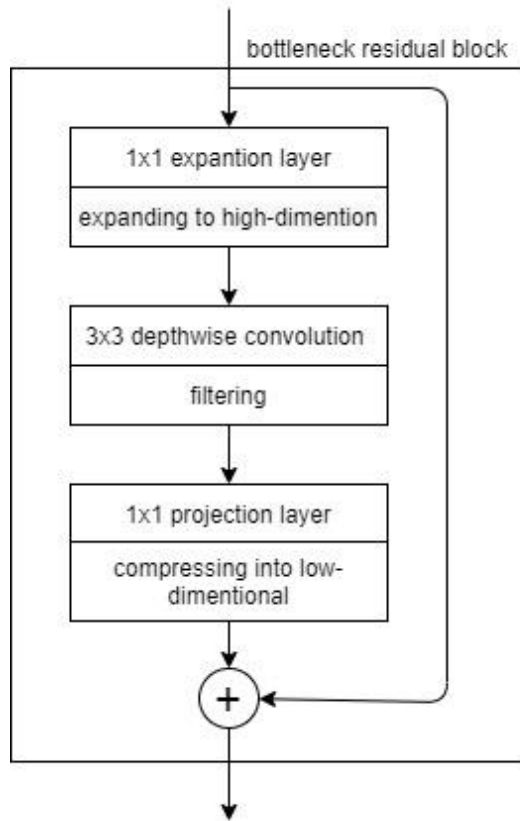 bottleneck residual block
1x1 expantion layer
expanding to high-dimention
3x3 depthwise convolution
filtering
1x1 projection layer
compressing into low-
dimentional
+